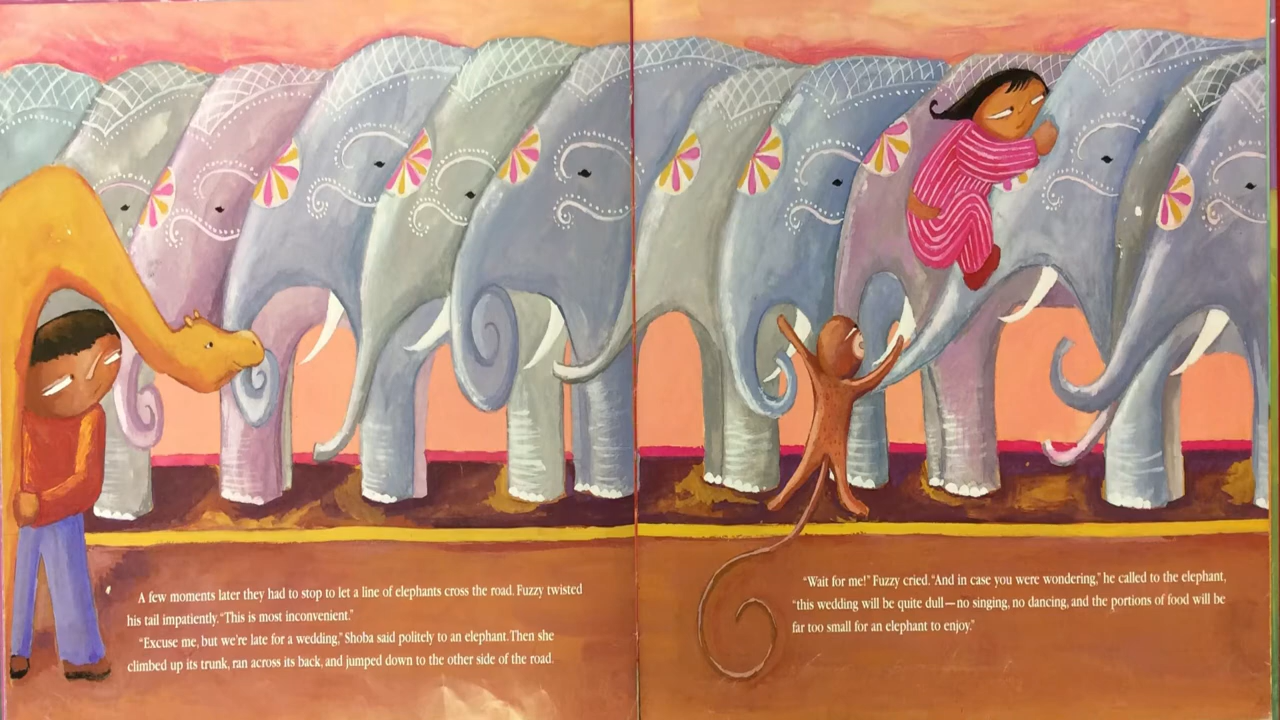 A few moments later they had to stop to let a line of elephants cross the road. Fuzzy twisted
his tail impatiently. “This is most inconvenient.”
“Excuse me, but we’re late for a wedding,” Shoba said politely to an elephant. Then she
climbed up its trunk, ran across its back, and jumped down to the other side of the road.
“Wait for me!” Fuzzy cried. “And in case you were wondering,” he called to the elephant,
“this wedding will be quite dull—no singing, no dancing, and the portions of food will be
far too small for an elephant to enjoy.”